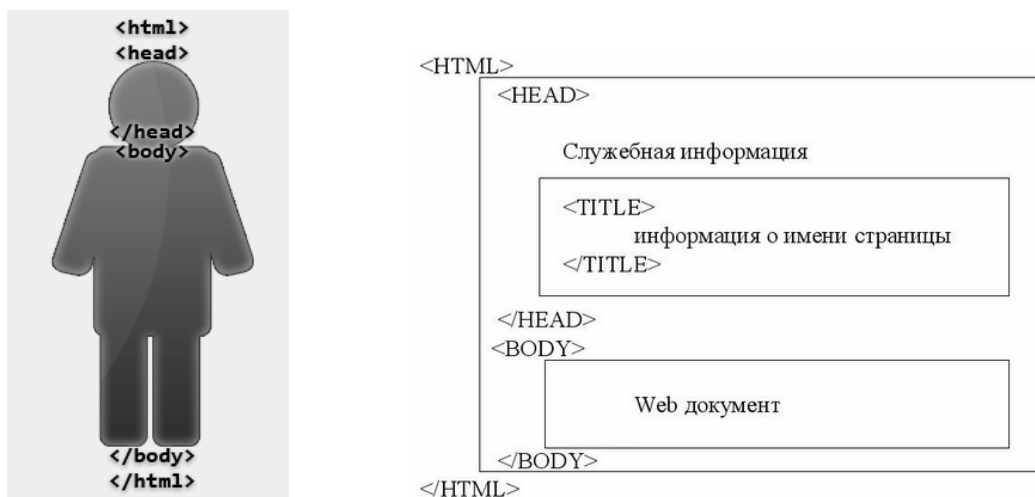 <html>
<head>
</head>
<body>
</body>
</html>
<HTML>
<HEAD>
Служебная информация
<TITLE>
информация о имени страницы
</TITLE>
</HEAD>
<BODY>
Web документ
</BODY>
</HTML>